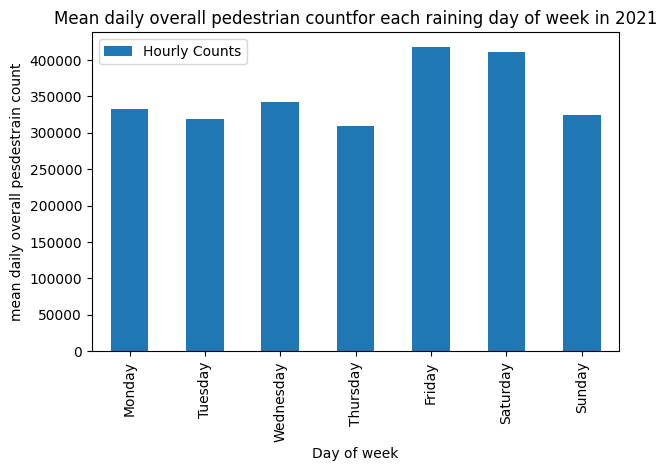 Mean daily overall pedestrian countfor each raining day of week in 2021
Hourly Counts
mean daily overall pesdestrain count
400000
350000
300000
250000
200000
150000
100000
50000
0
Monday
Tuesday
Wednesday
Thursday
Friday
Saturday
Sunday
Day of week